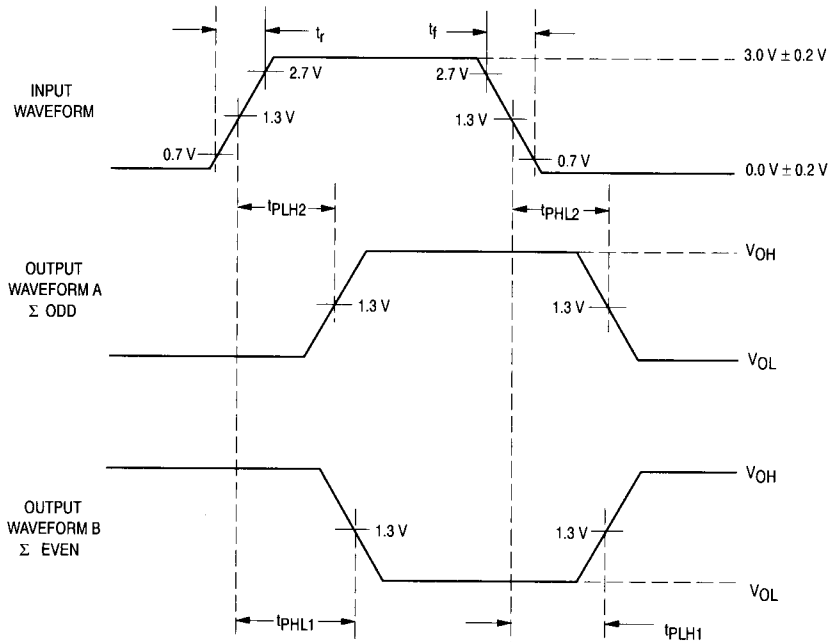 tr
tf
3.0 V ± 0.2 V
2.7 V
2.7 V
INPUT
WAVEFORM
1.3 V
1.3 V
0.7 V
0.7 V
0.0 V ± 0.2 V
tPLH2
tPHL2
VOH
OUTPUT
WAVEFORM A
Σ ODD
1.3 V
1.3 V
VOL
VOH
OUTPUT
WAVEFORM B
Σ EVEN
1.3 V
1.3 V
VOL
tPHL1
tPLH1